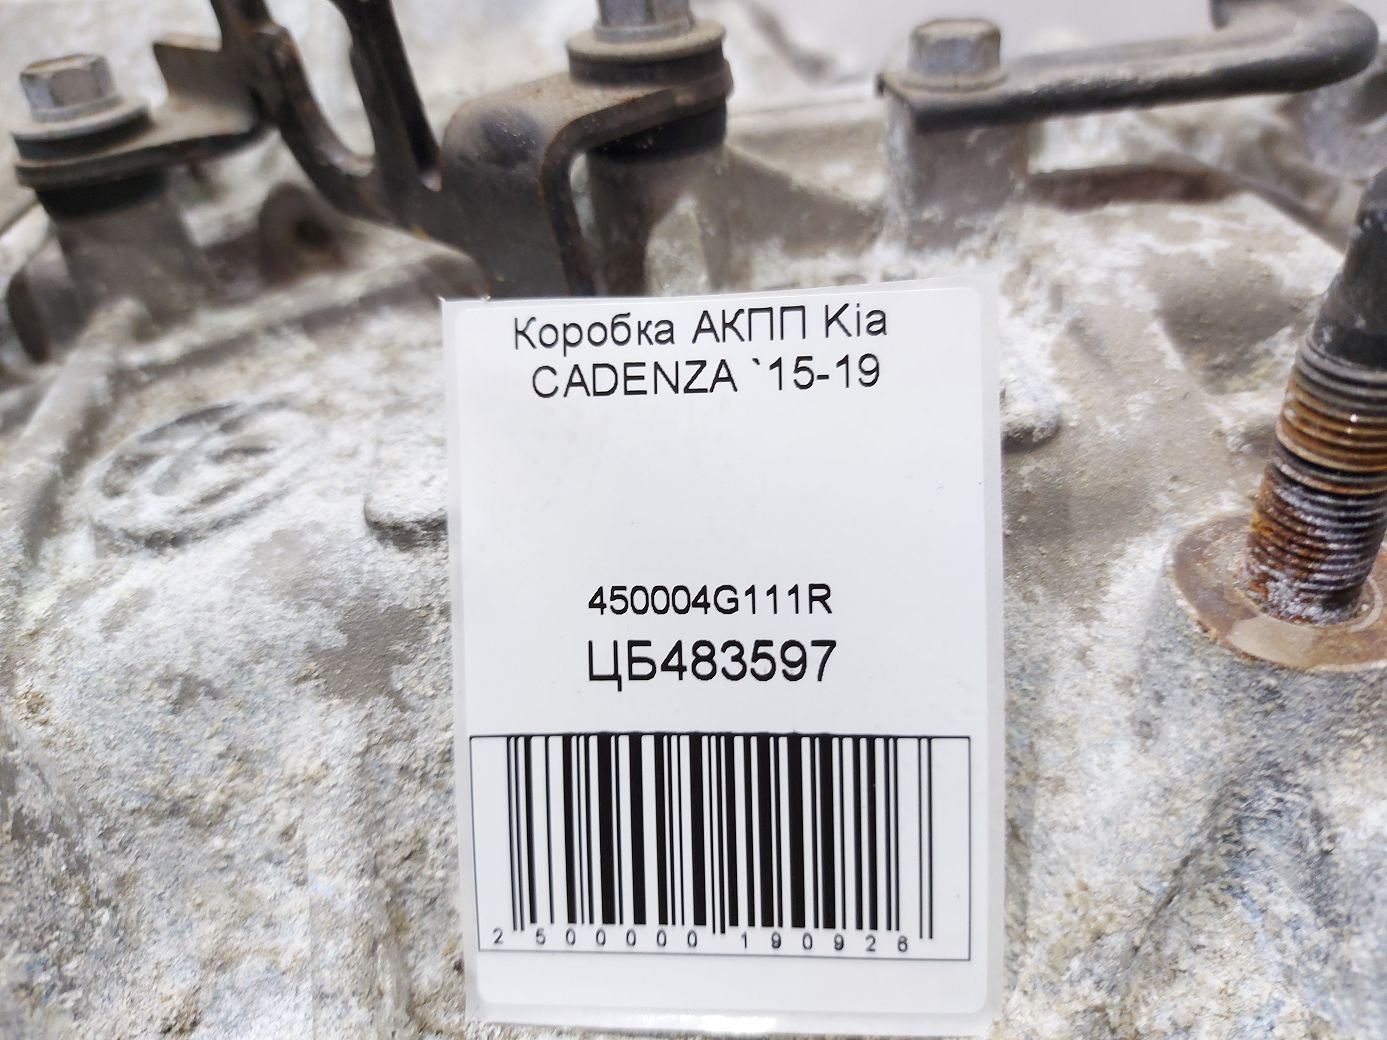 Коробка АКПП Kia
CADENZA `15-19
450004G111R
ЦБ483597
2500000190926